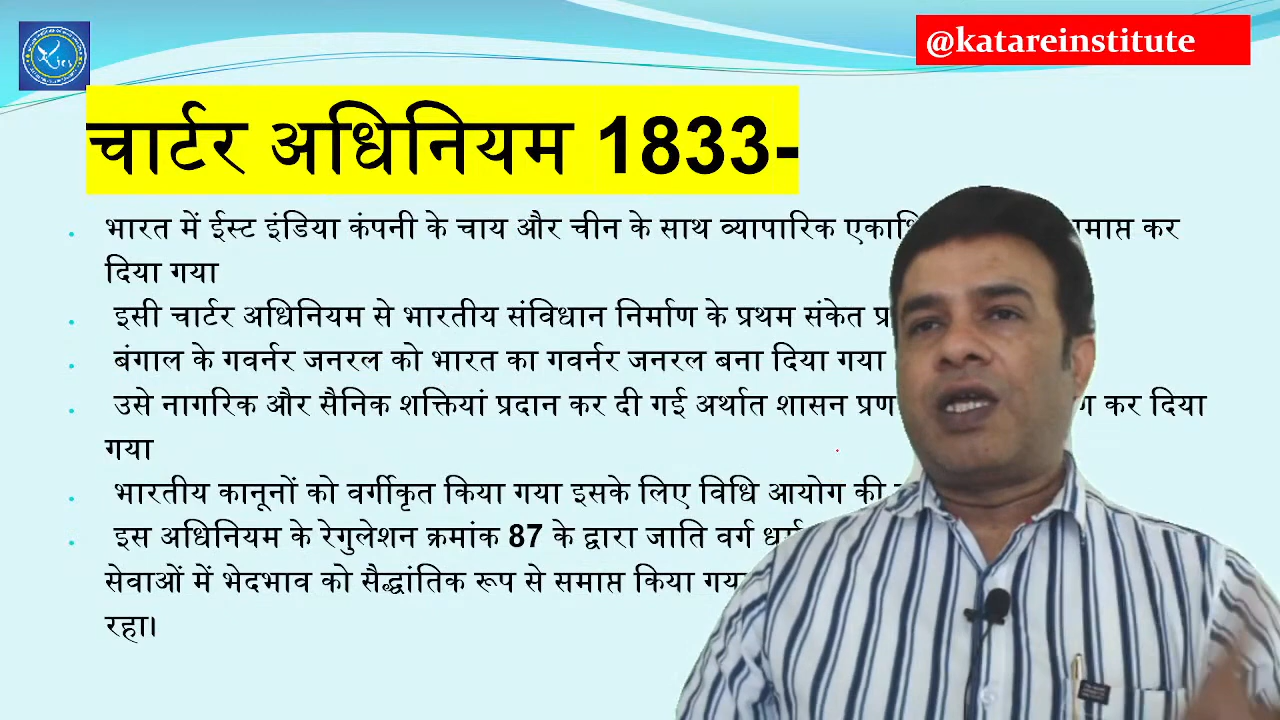 @katareinstitute
चार्टर अधिनियम 1833-
भारत में ईस्ट इंडिया कंपनी के चाय और चीन के साथ व्यापारिक समाप्त कर
दिया गया
इसी चार्टर अधिनियम से भारतीय संविधान निर्माण के प्रथम संकेत
बंगाल के गवर्नर जनरल को भारत का गवर्नर जनरल बना दिया गया
उसे नागरिक और सैनिक शक्तियां प्रदान कर दी गई अर्थात शासन कर दिया
गया
भारतीय कानूनों को वर्गीकृत किया गया इसके लिए विधि आयोग की
इस अधिनियम के रेगुलेशन क्रमांक 87 के द्वारा जाति वर्ग
सेवाओं में भेदभाव को सैद्धांतिक रूप से समाप्त किया
रहा।